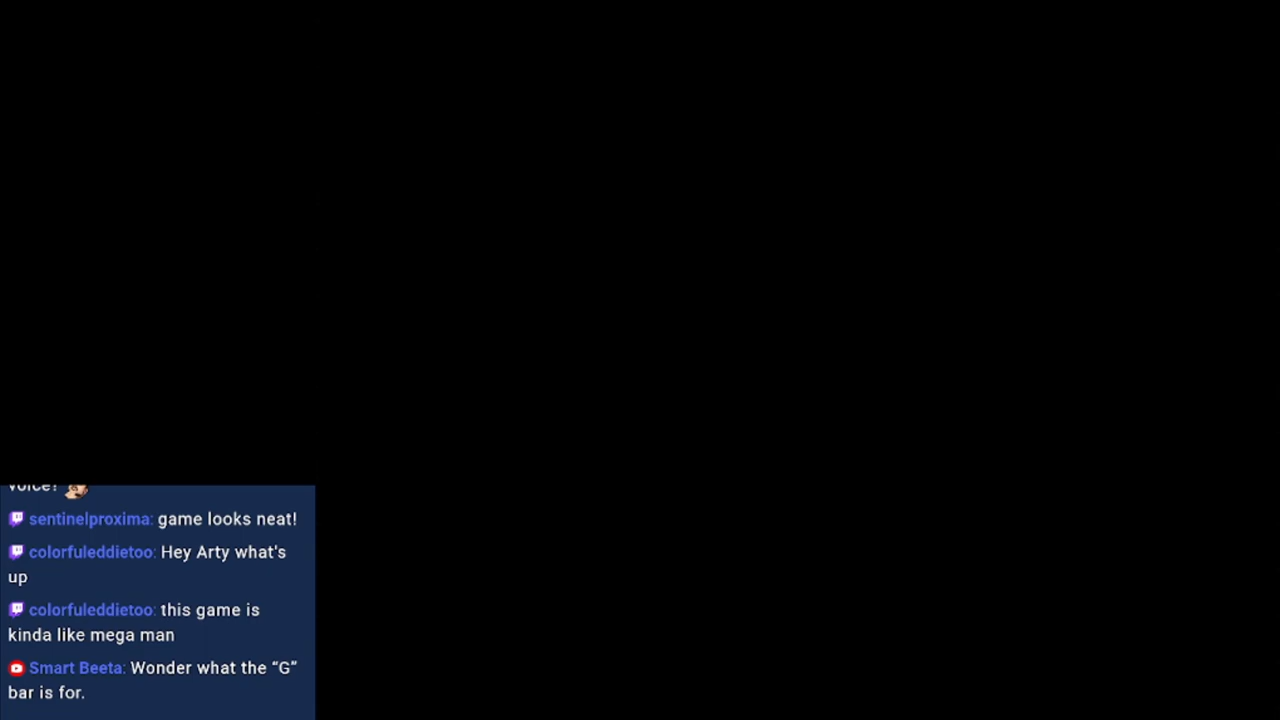 voice?
sentinelproxima: game looks neat!
colorfuleddietoo: Hey Arty what's
up
colorfuleddietoo: this game is
kinda like mega man
Smart Beeta: Wonder what the “G”
bar is for.